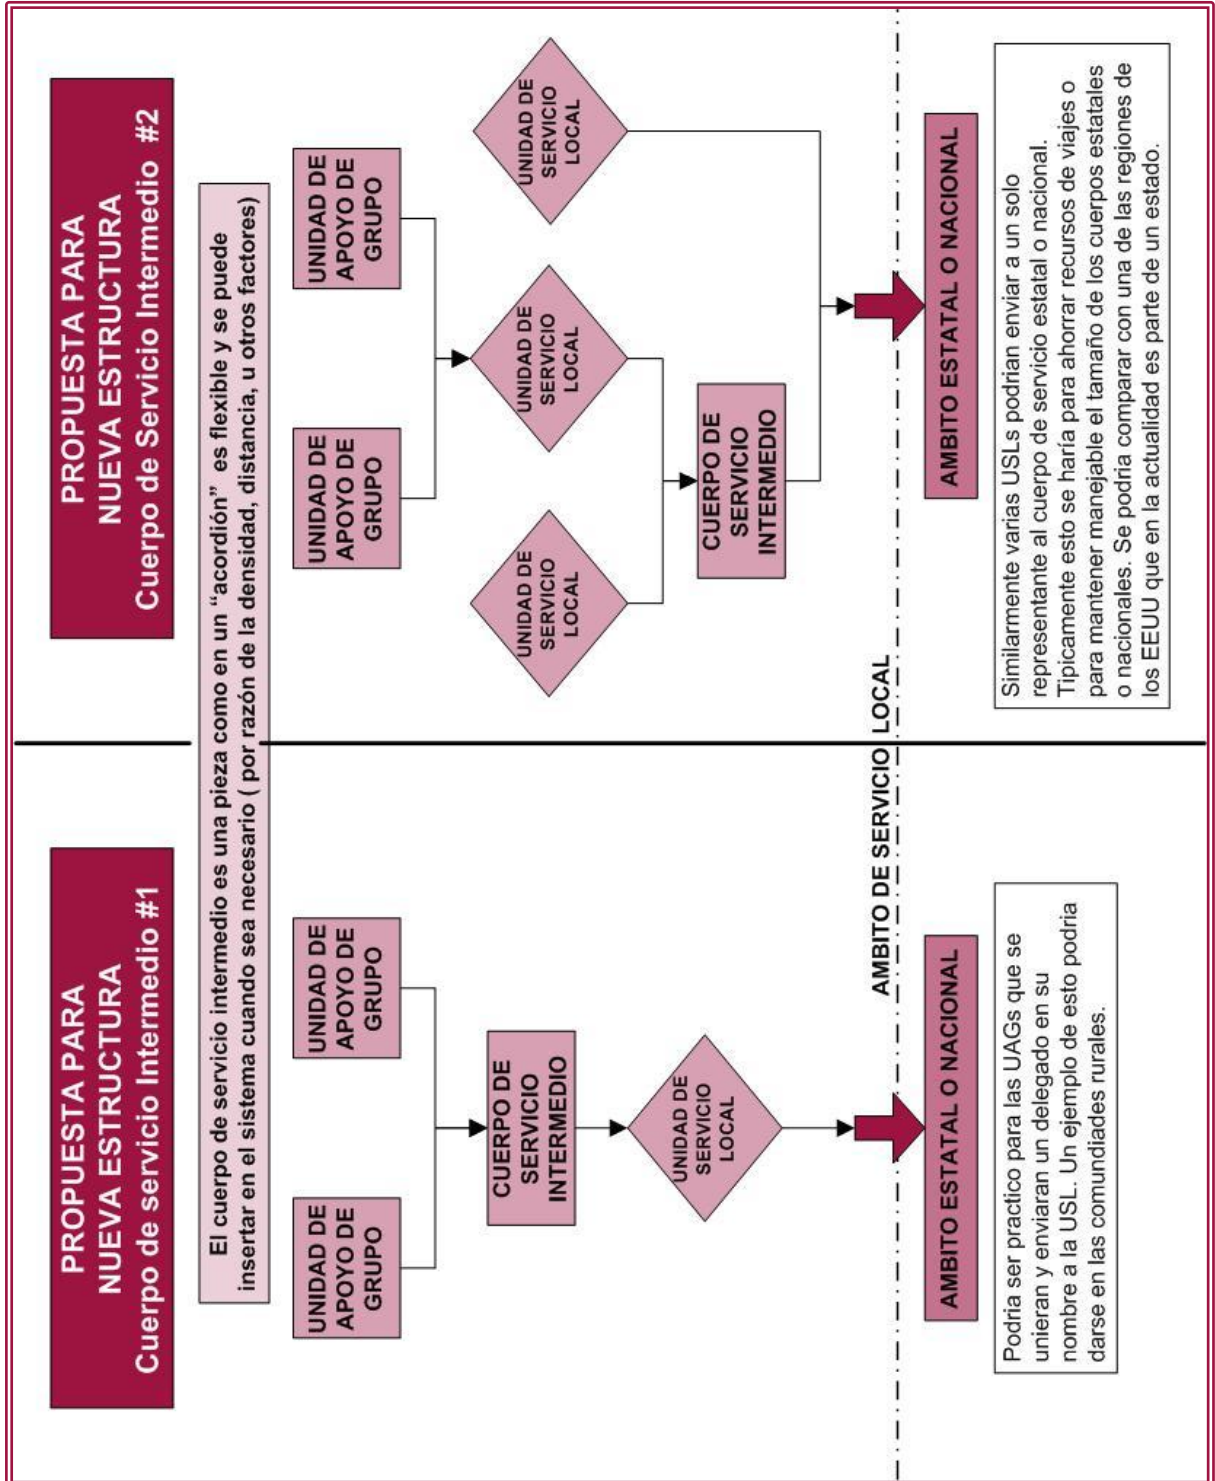 PROPUESTA PARA
NUEVA ESTRUCTURA
Cuerpo de servicio Intermedio #1
PROPUESTA PARA
NUEVA ESTRUCTURA
Cuerpo de Servicio Intermedio #2
El cuerpo de servicio intermedio es una pieza como en un “acordión” es flexible y se puede
insertar en el sistema cuando sea necesario ( por razón de la densidad, distancia, u otros factores)
UNIDAD DE
APOYO DE
GRUPO
UNIDAD DE
APOYO DE
GRUPO
CUERPO DE
SERVICIO
INTERMEDIO
UNIDAD DE
SERVICIO
LOCAL
UNIDAD DE
APOYO DE
GRUPO
UNIDAD DE
APOYO DE
GRUPO
UNIDAD DE
SERVICIO
LOCAL
UNIDAD DE
SERVICIO
LOCAL
UNIDAD DE
SERVICIO
LOCAL
CUERPO DE
SERVICIO
INTERMEDIO
AMBITO DE SERVICIO LOCAL
AMBITO ESTATAL O NACIONAL
AMBITO ESTATAL O NACIONAL
Podria ser practico para las UAGs que se
unieran y enviaran un delegado en su
nombre a la USL. Un ejemplo de esto podria
darse en las comundiades rurales.
Similarmente varias USLs podrian enviar a un solo
representante al cuerpo de servicio estatal o nacional.
Tipicamente esto se haría para ahorrar recursos de viajes o
para mantener manejable el tamaño de los cuerpos estatales
o nacionales. Se podría comparar con una de las regiones de
los EEUU que en la actualidad es parte de un estado.